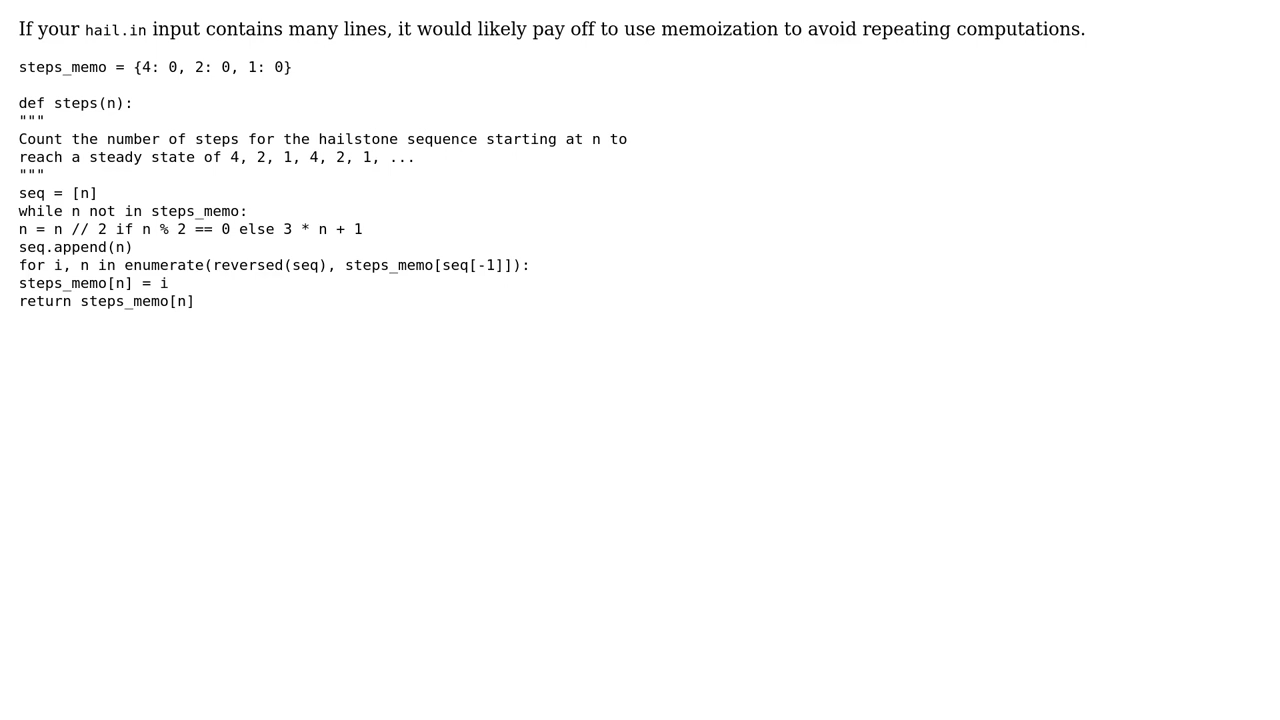 If your hail.in input contains many lines, it would likely pay off to use memoization to avoid repeating computations.
steps_memo = {4: 0, 2: 0, 1: 0}
def steps(n):
"""
Count the number of steps for the hailstone sequence starting at n to
reach a steady state of 4, 2, 1, 4, 2, 1, ...
"""
seq = [n]
while n not in steps_memo:
n = n // 2 if n % 2 == 0 else 3 * n + 1
seq.append(n)
for i, n in enumerate(reversed(seq), steps_memo[seq[-1]]):
steps_memo[n] = i
return steps_memo[n]